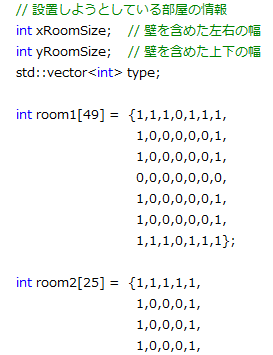 // 設置しようとしている部屋の情報
int xRoomSize;    // 壁を含めた左右の幅
int yRoomSize;    // 壁を含めた上下の幅
std::vector<int> type;
int room1[49] =  {1,1,1,0,1,1,1,
1,0,0,0,0,0,1,
1,0,0,0,0,0,1,
0,0,0,0,0,0,0,
1,0,0,0,0,0,1,
1,0,0,0,0,0,1,
1,1,1,0,1,1,1};
int room2[25] =  {1,1,1,1,1,
1,0,0,0,1,
1,0,0,0,1,
1,0,0,0,1,